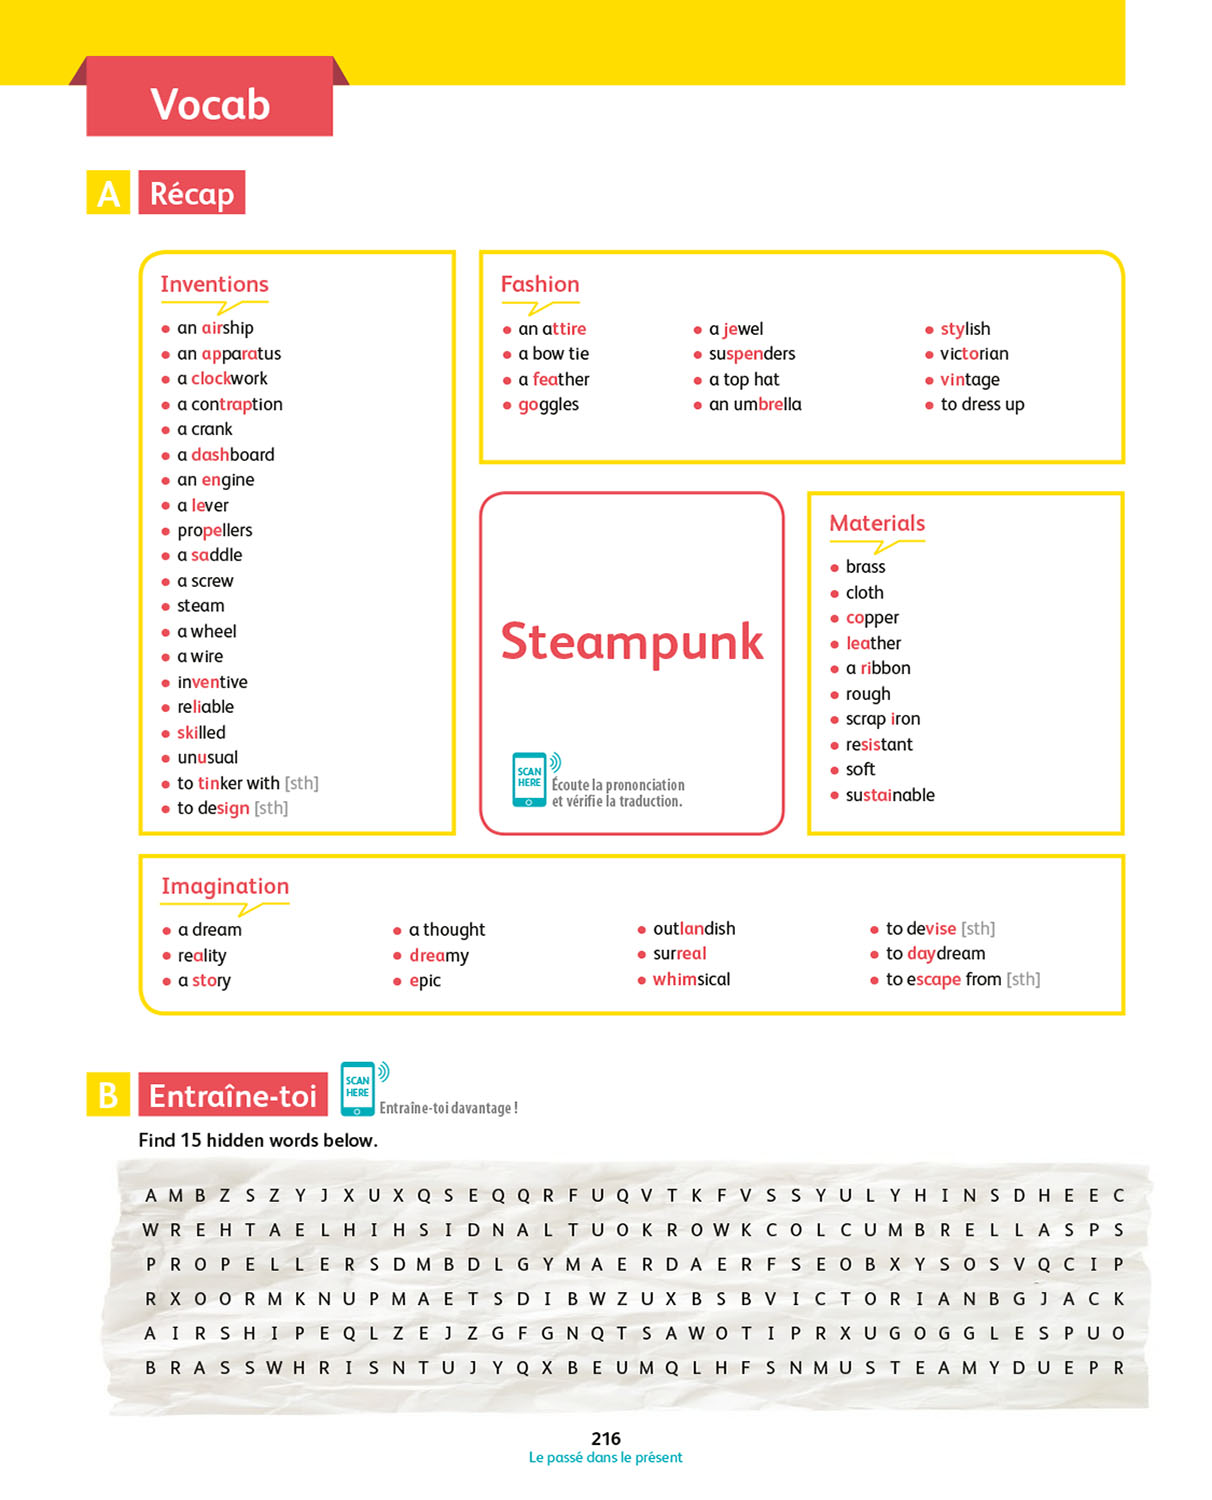 Vocab
A Récap
Inventions
an airship
an apparatus
a clockwork
a contraption
a crank
a dashboard
an engine
a lever
propellers
a saddle
a screw
steam
a wheel
a wire
inventive
reliable
skilled
unusual
to tinker with [sth]
to design [sth]
Fashion
an attire
a bow tie
a feather
goggles
a jewel
suspenders
a top hat
an umbrella
stylish
victorian
vintage
to dress up
Steampunk
SCAN
HERE
Écoute la prononciation
et vérifie la traduction.
Materials
brass
cloth
copper
leather
a ribbon
rough
scrap iron
resistant
soft
sustainable
Imagination
a dream
reality
a story
a thought
dreamy
epic
outlandish
surreal
whimsical
to devise [sth]
to daydream
to escape from [sth]
B Entraîne-toi
SCAN
HERE
Entraîne-toi davantage !
Find 15 hidden words below.
A M B Z S Z Y J X U X Q S E Q Q R F U Q V T K F V S S Y U L Y H I N S D H E E C
W R E H T A E L H I H S I D N A L T U O K R O W K C O L C U M B R E L L A S P S
P R O P E L L E R S D M B D L G Y M A E R D A E R F S E O B X Y S O S V Q C I P
R X O O R M K N U P M A E T S D I B W Z U X B S B V I C T O R I A N B G J A C K
A I R S H I P E Q L Z E J Z G F G N Q T S A W O T I P R X U G O G G L E S P U O
B R A S S W H R I S N T U J Y Q X B E U M Q L H F S N M U S T E A M Y D U E P R
216
Le passé dans le présent